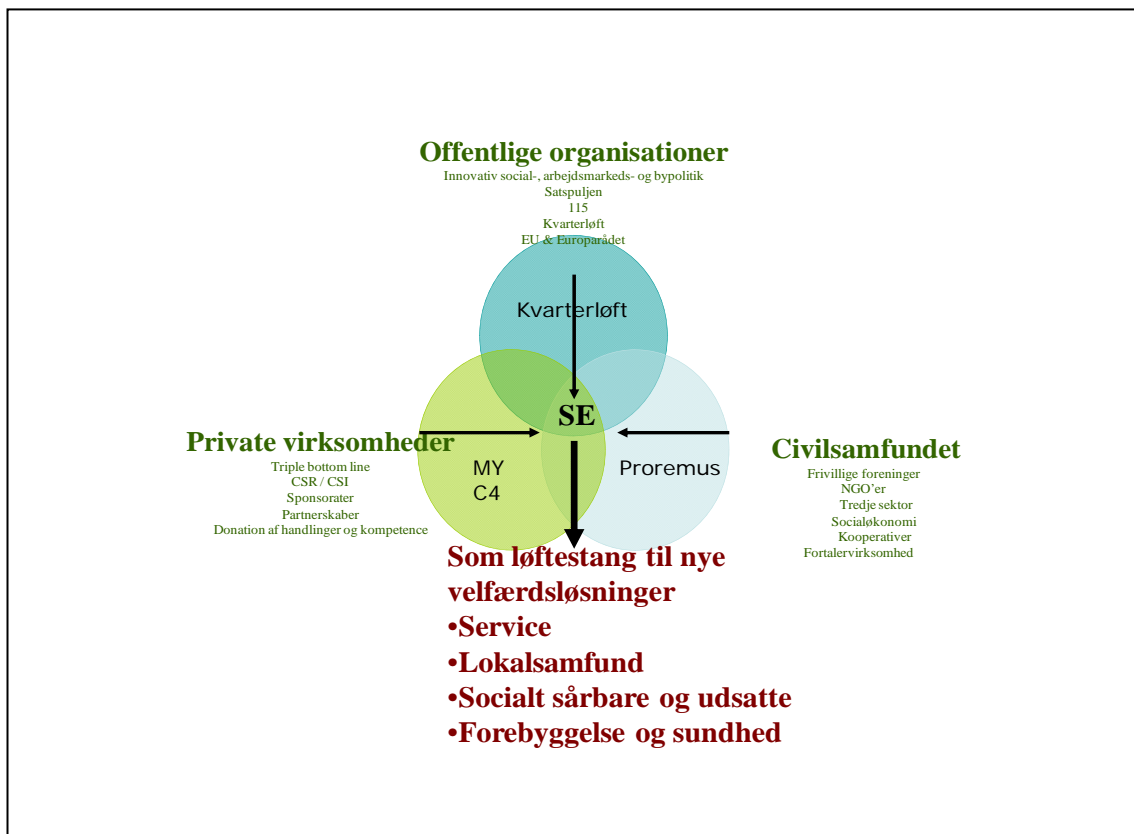 Offentlige organisationer
Innovativ social-, arbejdsmarkeds- og bypolitik
Satspuljen
115
Kvarterløft
EU & Europarådet
Kvarterløft
SE
Private virksomheder
Triple bottom line
CSR / CSI
Sponsorater
Partnerskaber
Donation af handlinger og kompetence
MY
C4
Proremus
Civilsamfundet
Frivillige foreninger
NGO’er
Tredje sektor
Socialøkonomi
Kooperativer
Fortalervirksomhed
Som løftestang til nye
velfærdsløsninger
•Service
•Lokalsamfund
•Socialt sårbare og udsatte
•Forebyggelse og sundhed